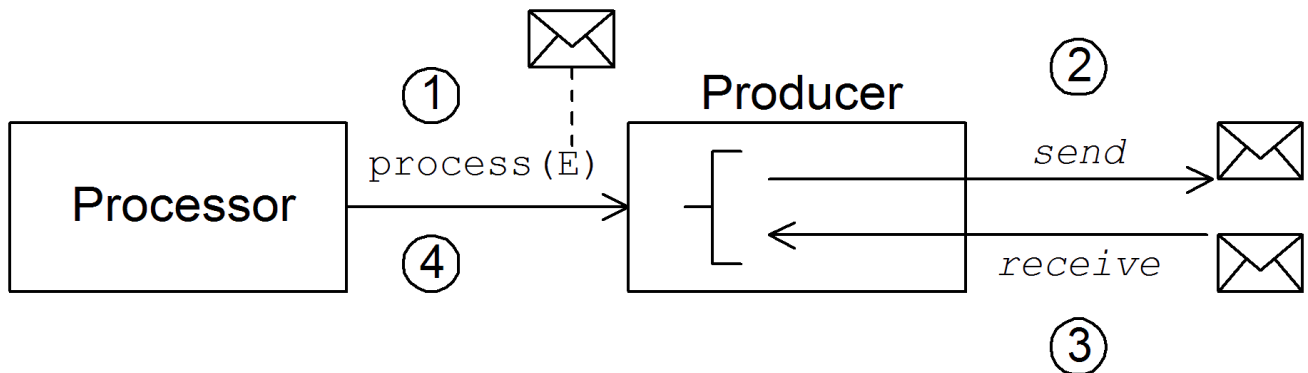 1
2
Producer
process(E)
send
Processor
4
receive
3